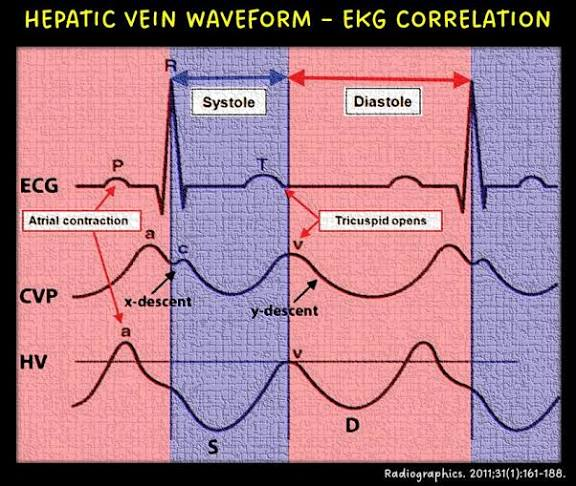 HEPATIC VEIN WAVEFORM – EKG CORRELATION
R
Systole
Diastole
P
T
ECG
Atrial contraction
Tricuspid opens
a
c
v
x-descent
y-descent
CVP
a
v
HV
S
D
Radiographics. 2011;31(1):161-188.